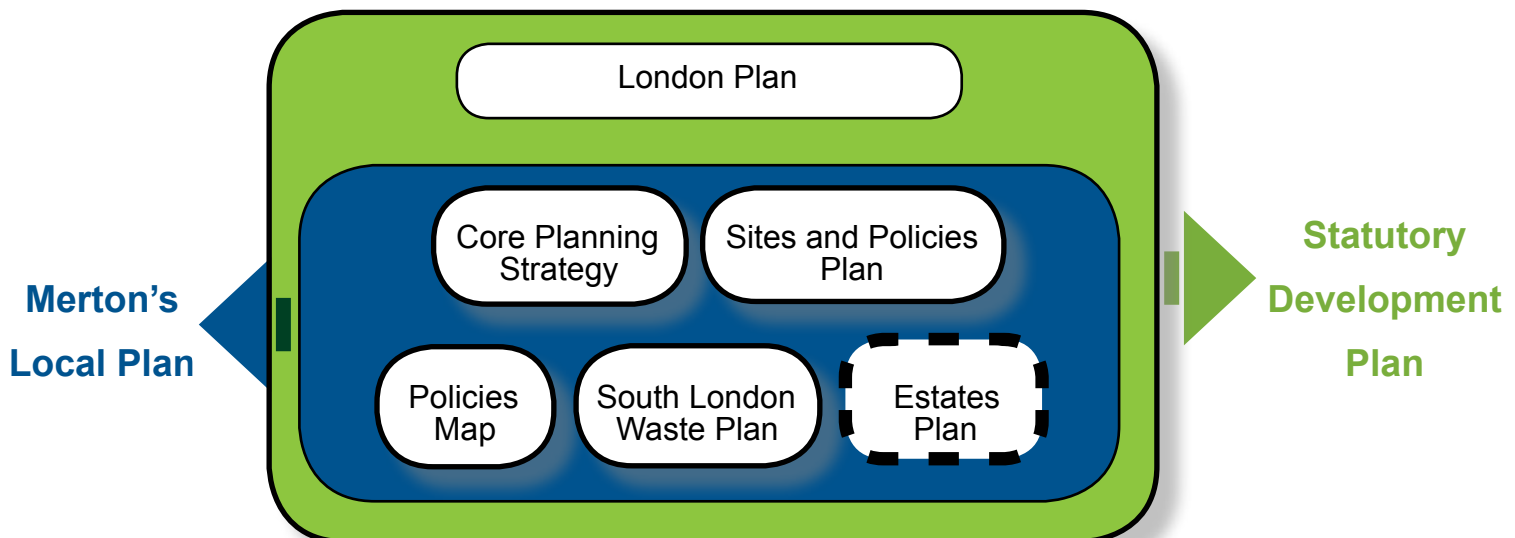 London Plan
Core Planning
Strategy
Sites and Policies
Plan
Merton’s
Local Plan
Statutory
Development
Plan
Policies
Map
South London
Waste Plan
Estates
Plan